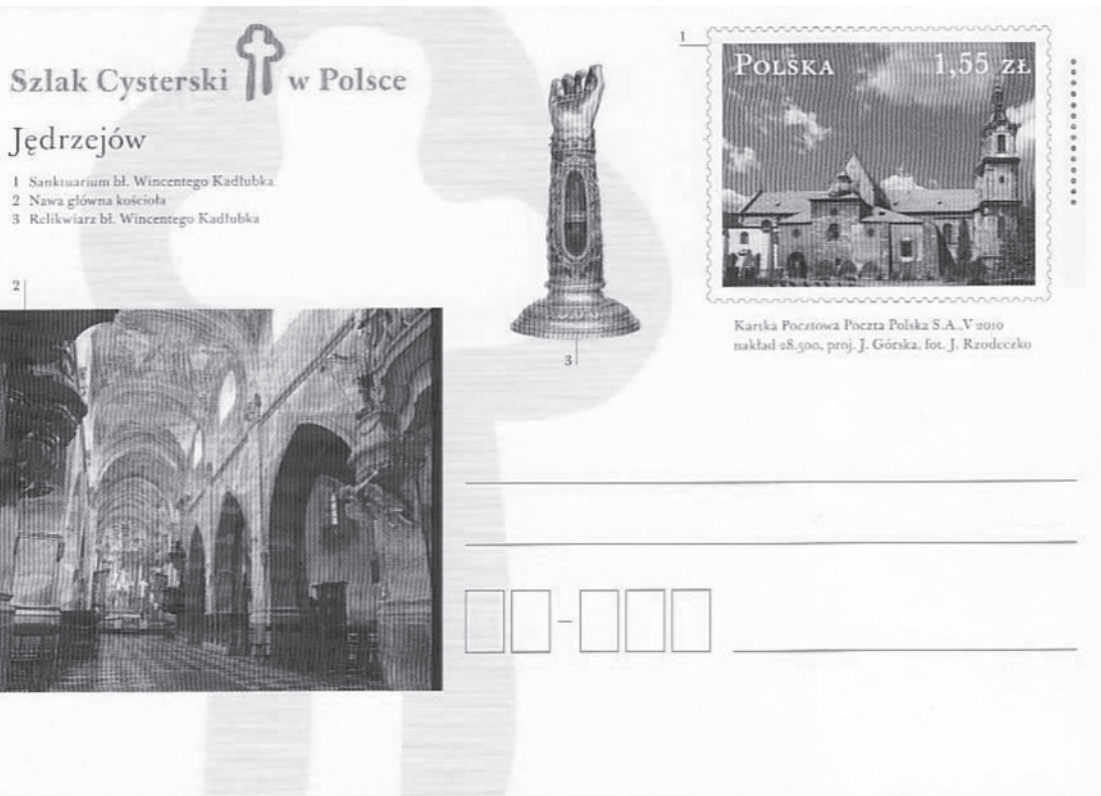 Szlak Cysterski w Polsce
Jędrzejów
1 Sanktuarium bł. Wincentego Kadłubka
2 Nawa główna kościoła
3 Relikwiarz bł. Wincentego Kadłubka
2
3
1
POLSKA 1,55 ZŁ
Kartka Pocztowa Poczta Polska S.A., V 2010
nakład 28.500, proj. J. Górska, fot. J. Rzodeczko